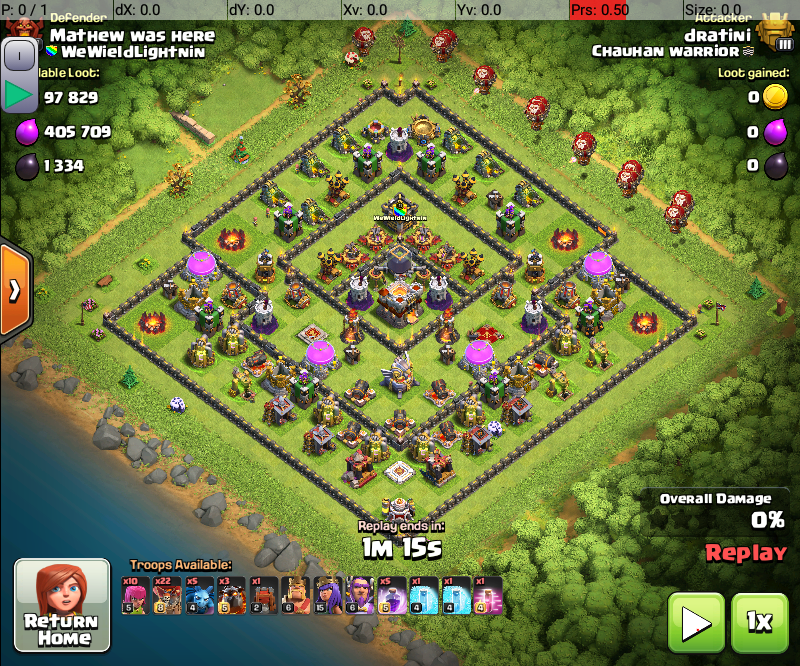 P: 0 / 1
dX: 0.0
dY: 0.0
Xv: 0.0
Yv: 0.0
Prs: 0.50
Size: 0.0
Defender
Mathew was here
WeWieldLightnin
lable Loot:
97 829
405 709
1 334
Attacker
dratini
Chauhan warrior
III
Loot gained:
0
0
0
WeWieldLightnin
Overall Damage
0%
Replay ends in:
1M 15s
Replay
Troops Available:
x10
x22
x5
x3
x1
x5
x1
x1
x1
5
8
4
4
6
15
6
5
4
4
4
Return
Home
1x